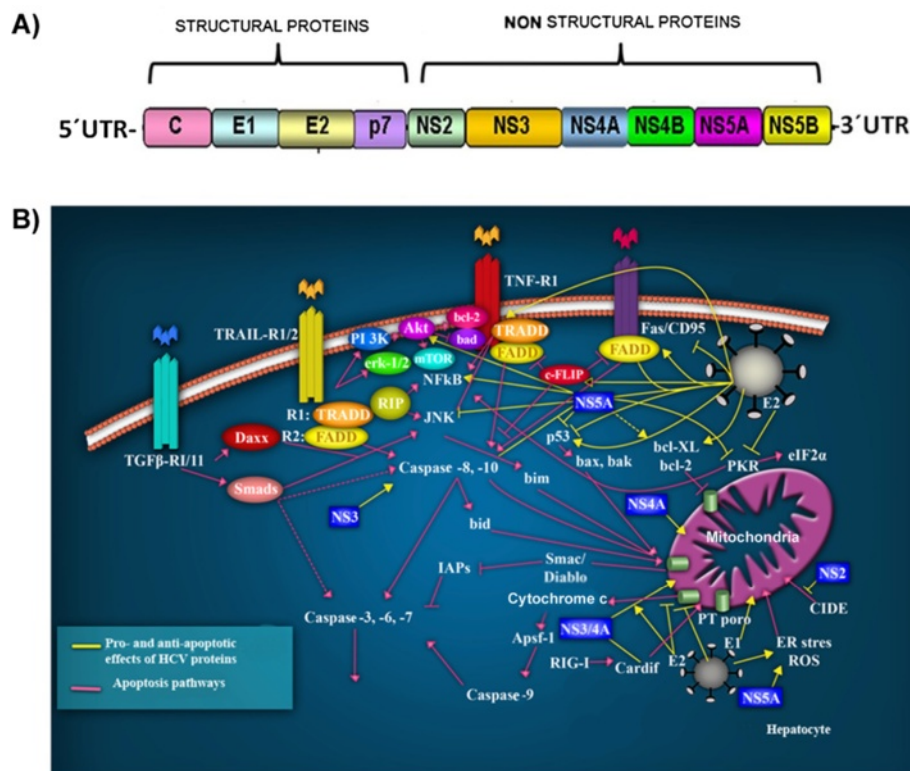 A)
STRUCTURAL PROTEINS
NON STRUCTURAL PROTEINS
5´UTR-
C
E1
E2
p7
NS2
NS3
NS4A
NS4B
NS5A
NS5B
-3´UTR
B)
TNF-R1
TRAIL-R1/2
PI 3K
Akt
bcl-2
bad
TRADD
FADD
Fas/CD95
FADD
erk-1/2
mTOR
NFkB
c-FLIP
NS5A
E2
R1:
TRADD
RIP
JNK
R2:
FADD
Daxx
TGFβ-RI/11
Smads
p53
bcl-XL
bcl-2
bax, bak
PKR
eIF2α
Caspase -8, -10
bim
NS3
bid
NS4A
Mitochondria
IAPs
Smac/
Diablo
NS2
Cytochrome c
CIDE
Caspase -3, -6, -7
PT poro
NS3/4A
Apsf-1
E1
ER stres
RIG-I
Cardif
E2
ROS
Caspase -9
NS5A
Pro- and anti-apoptotic
effects of HCV proteins
Apoptosis pathways
Hepatocyte